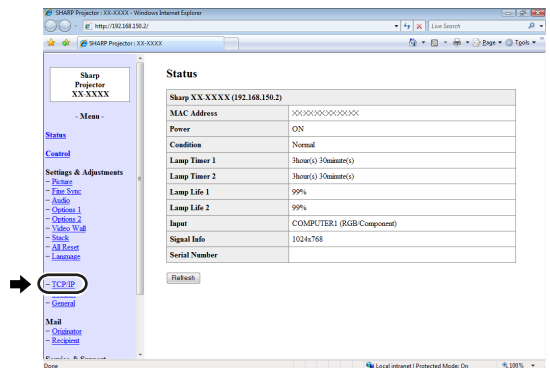 SHARP Projector : XX-XXXX - Windows Internet Explorer
http://192.168.150.2/
Live Search
SHARP Projector : XX-XXXX
Page
Tools
Sharp
Projector
XX-XXXX
- Menu -
Status
Control
Settings & Adjustments
– Picture
– Fine Sync
– Audio
– Options 1
– Options 2
– Video Wall
– Stack
– All Reset
– Language
– TCP/IP
– General
Mail
– Originator
– Recipient
Service & Support
Status
Sharp XX-XXXX (192.168.150.2)
MAC Address XXXXXXXXXXXX
Power ON
Condition Normal
Lamp Timer 1 3hour(s) 30minute(s)
Lamp Timer 2 3hour(s) 30minute(s)
Lamp Life 1 99%
Lamp Life 2 99%
Input COMPUTER1 (RGB/Component)
Signal Info 1024x768
Serial Number
Refresh
Done
Local intranet | Protected Mode: On
100%